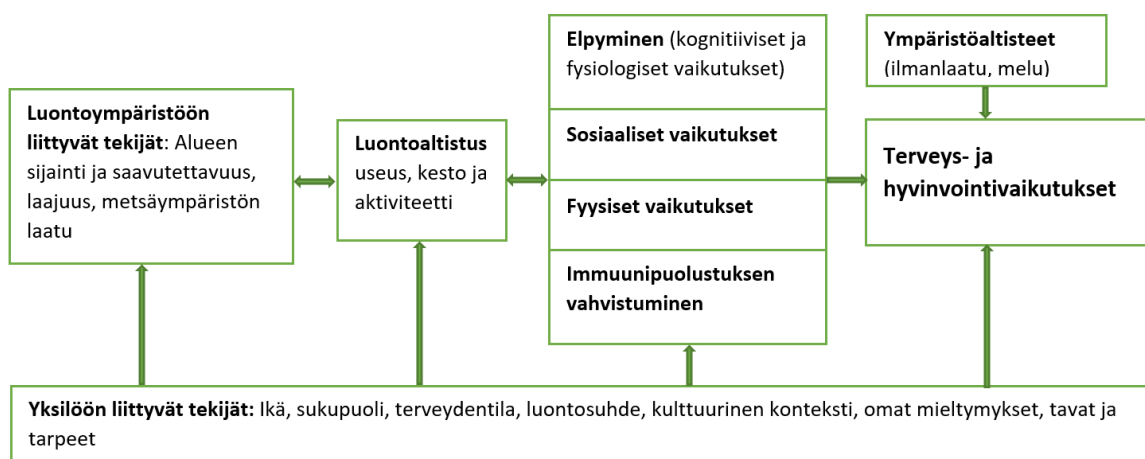 Luontoympäristöön
liittyvät tekijät: Alueen
sijainti ja saavutettavuus,
laajuus, metsäympäristön
laatu
Luontoaltistus
useus, kesto ja
aktiviteetti
Elpyminen (kognitiiviset ja
fysiologiset vaikutukset)
Sosiaaliset vaikutukset
Fyysiset vaikutukset
Immuunipuolustuksen
vahvistuminen
Ympäristöaltisteet
(ilmanlaatu, melu)
Terveys- ja
hyvinvointivaikutukset
Yksilöön liittyvät tekijät: Ikä, sukupuoli, terveydentila, luontosuhde, kulttuurinen konteksti, omat mieltymykset, tavat ja
tarpeet